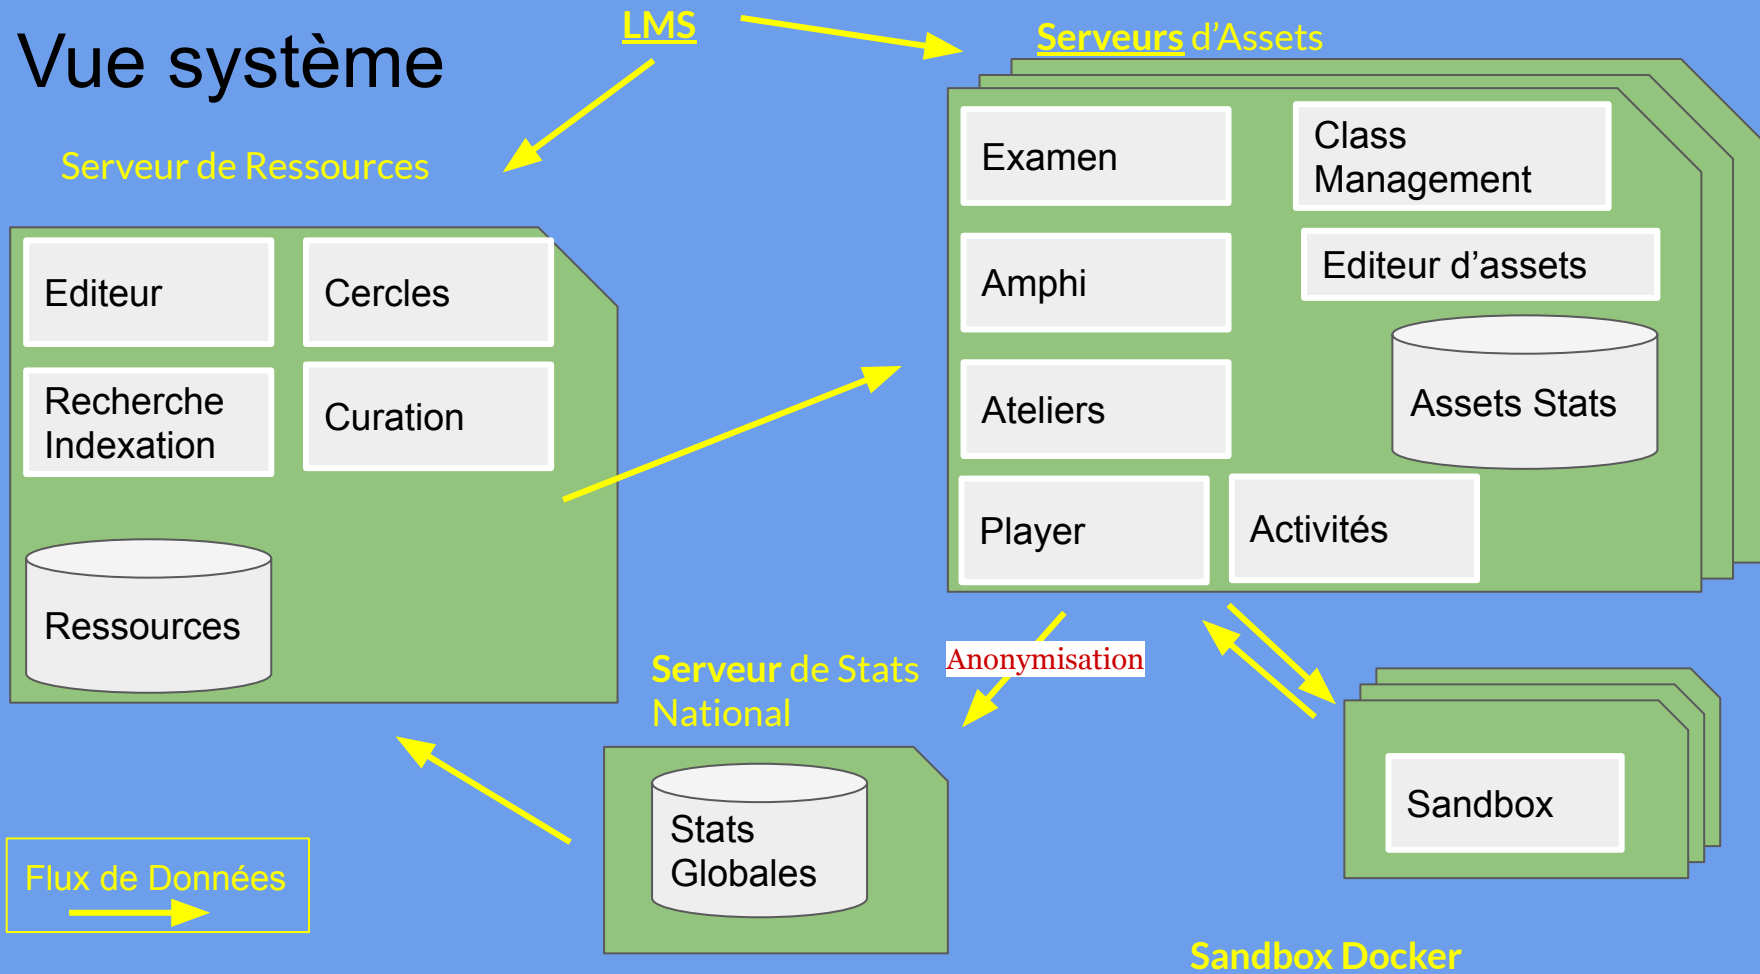 Vue système
LMS
Serveurs d’Assets
Serveur de Ressources
Editeur
Cercles
Recherche
Indexation
Curation
Ressources
Examen
Class
Management
Amphi
Editeur d’assets
Ateliers
Assets Stats
Player
Activités
Serveur de Stats
National
Anonymisation
Stats
Globales
Sandbox
Flux de Données
Sandbox Docker